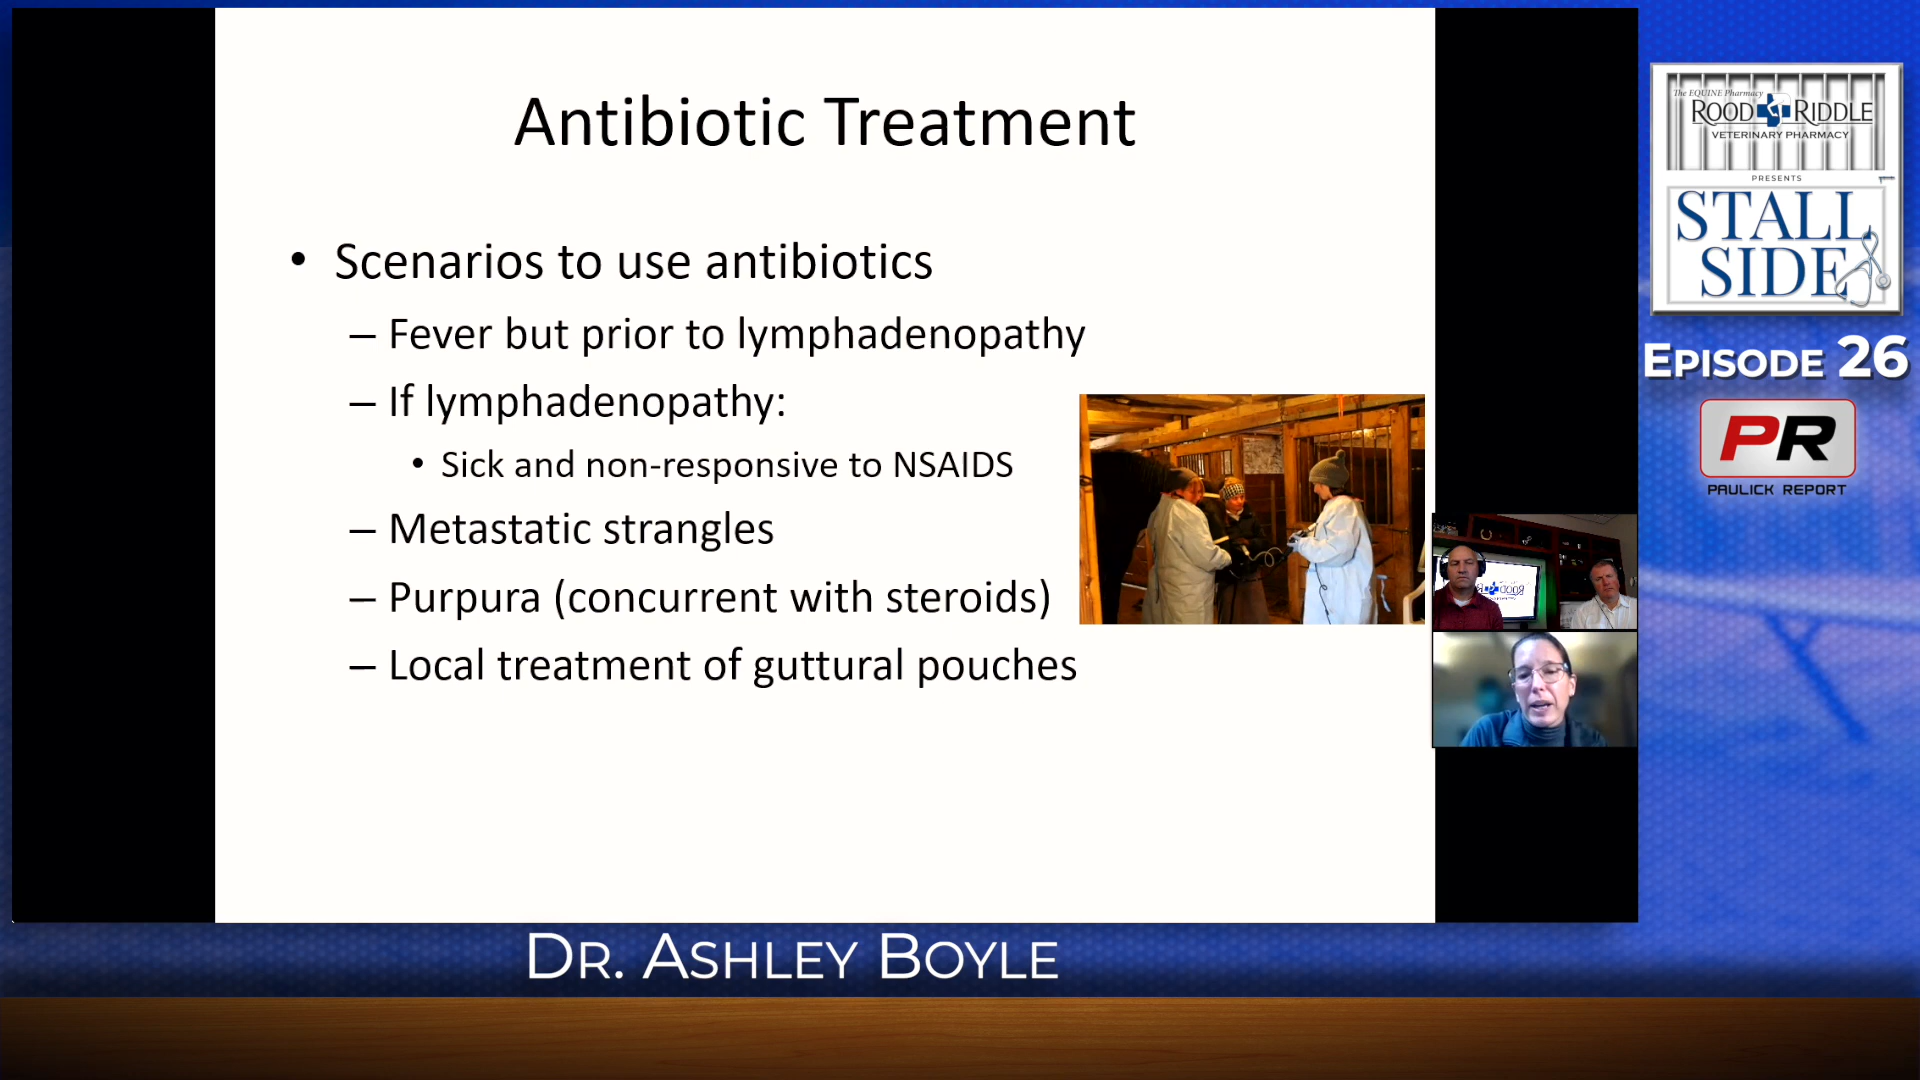 Antibiotic Treatment
• Scenarios to use antibiotics
– Fever but prior to lymphadenopathy
– If lymphadenopathy:
• Sick and non-responsive to NSAIDS
– Metastatic strangles
– Purpura (concurrent with steroids)
– Local treatment of guttural pouches
The EQUINE Pharmacy
ROOD RIDDLE
VETERINARY PHARMACY
PRESENTS
STALL
SIDE
EPISODE 26
PR
PAULICK REPORT
DR. ASHLEY BOYLE